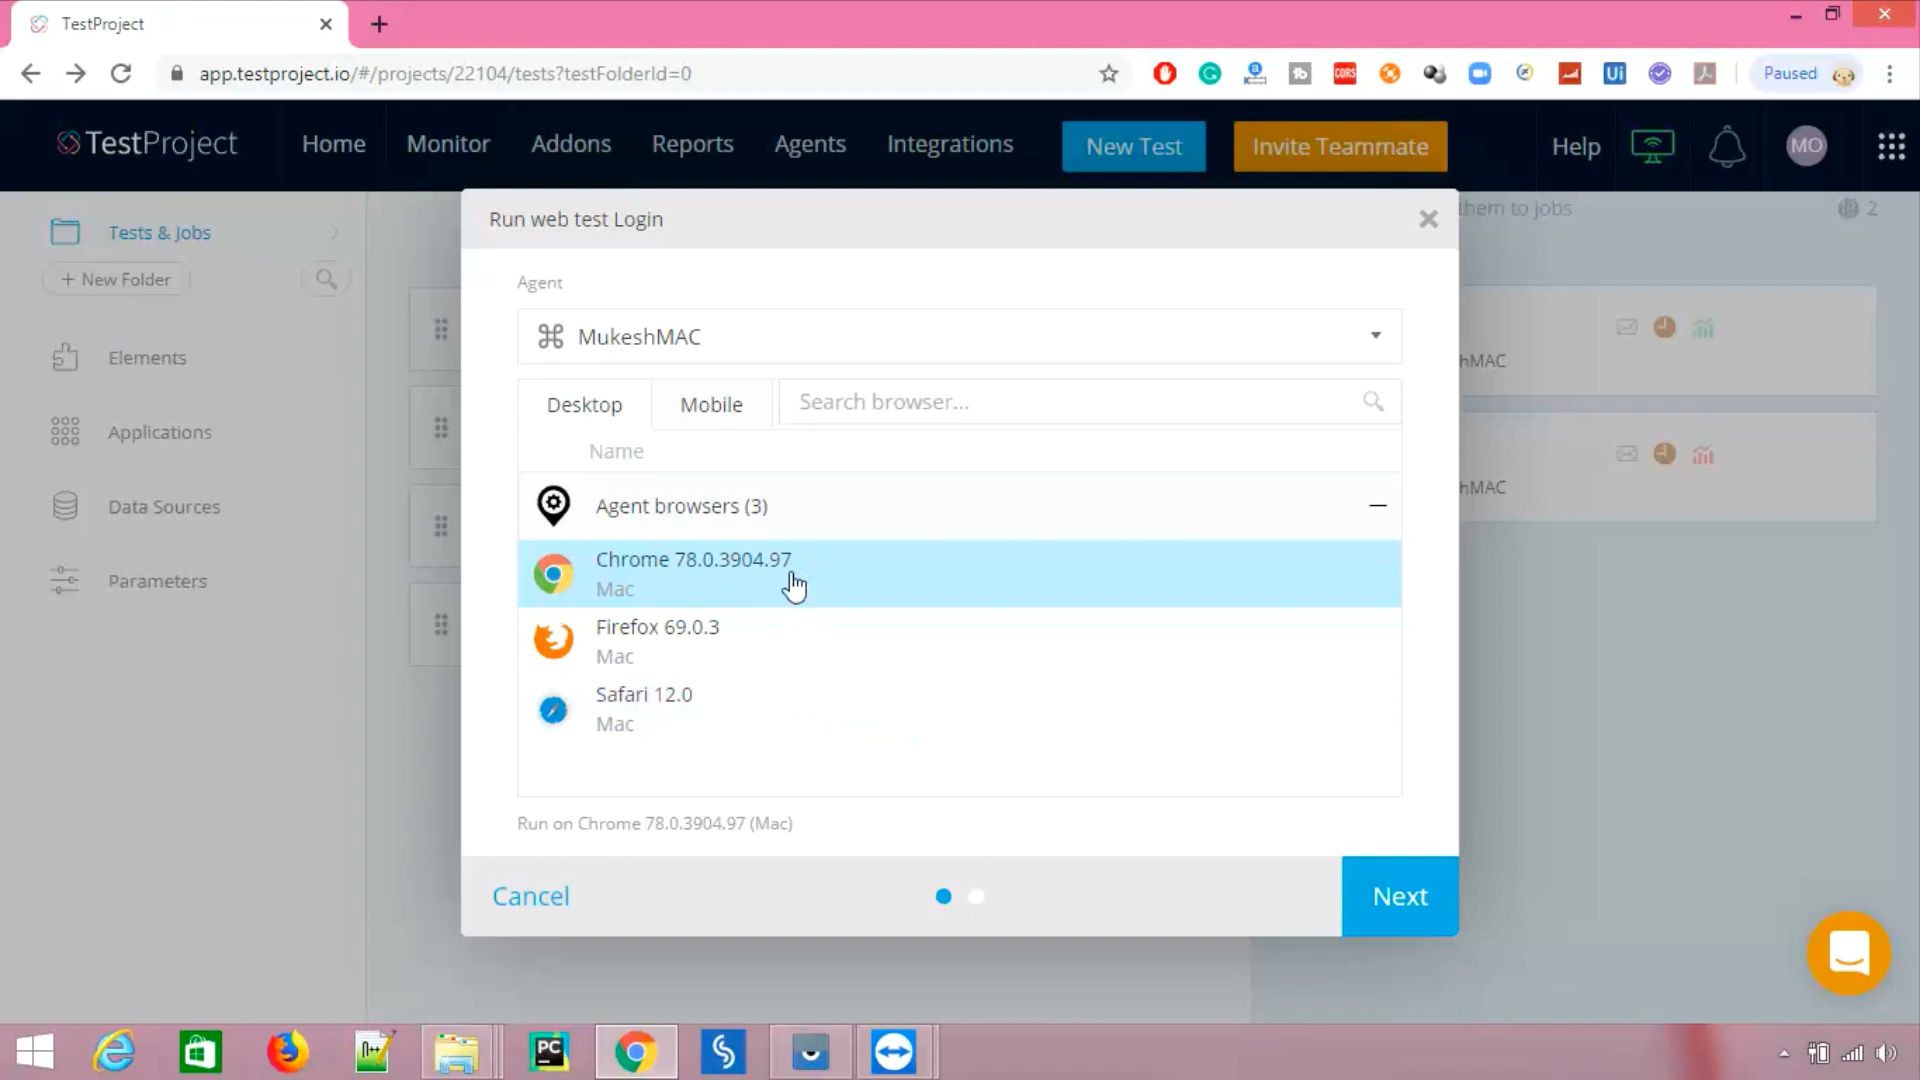 TestProject
app.testproject.io/#/projects/22104/tests?testFolderId=0
Paused
TestProject
Home
Monitor
Addons
Reports
Agents
Integrations
New Test
Invite Teammate
Help
MO
Tests & Jobs
+ New Folder
Elements
Applications
Data Sources
Parameters
them to jobs
2
hMAC
hMAC
Run web test Login
Agent
MukeshMAC
Desktop
Mobile
Search browser...
Name
Agent browsers (3)
Chrome 78.0.3904.97
Mac
Firefox 69.0.3
Mac
Safari 12.0
Mac
Run on Chrome 78.0.3904.97 (Mac)
Cancel
Next